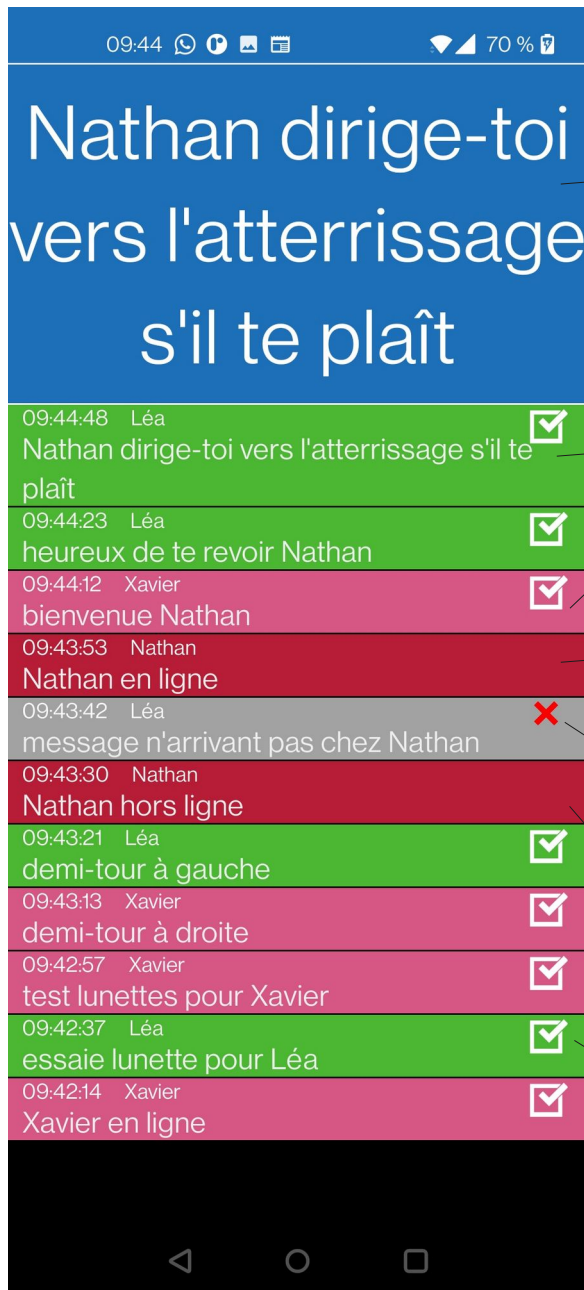 09:44 70 %
Nathan dirige-toi
vers l'atterrissage
s'il te plaît
09:44:48 Léa
Nathan dirige-toi vers l'atterrissage s'il te
plaît
09:44:23 Léa
heureux de te revoir Nathan
09:44:12 Xavier
bienvenue Nathan
09:43:53 Nathan
Nathan en ligne
09:43:42 Léa
message n'arrivant pas chez Nathan
09:43:30 Nathan
Nathan hors ligne
09:43:21 Léa
demi-tour à gauche
09:43:13 Xavier
demi-tour à droite
09:42:57 Xavier
test lunettes pour Xavier
09:42:37 Léa
essaie lunette pour Léa
09:42:14 Xavier
Xavier en ligne